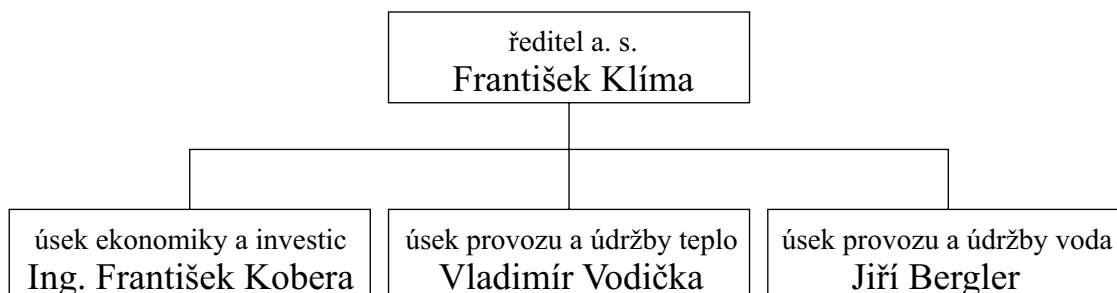 ředitel a. s.
František Klíma
úsek ekonomiky a investic
Ing. František Kobera
úsek provozu a údržby teplo
Vladimír Vodička
úsek provozu a údržby voda
Jiří Bergler